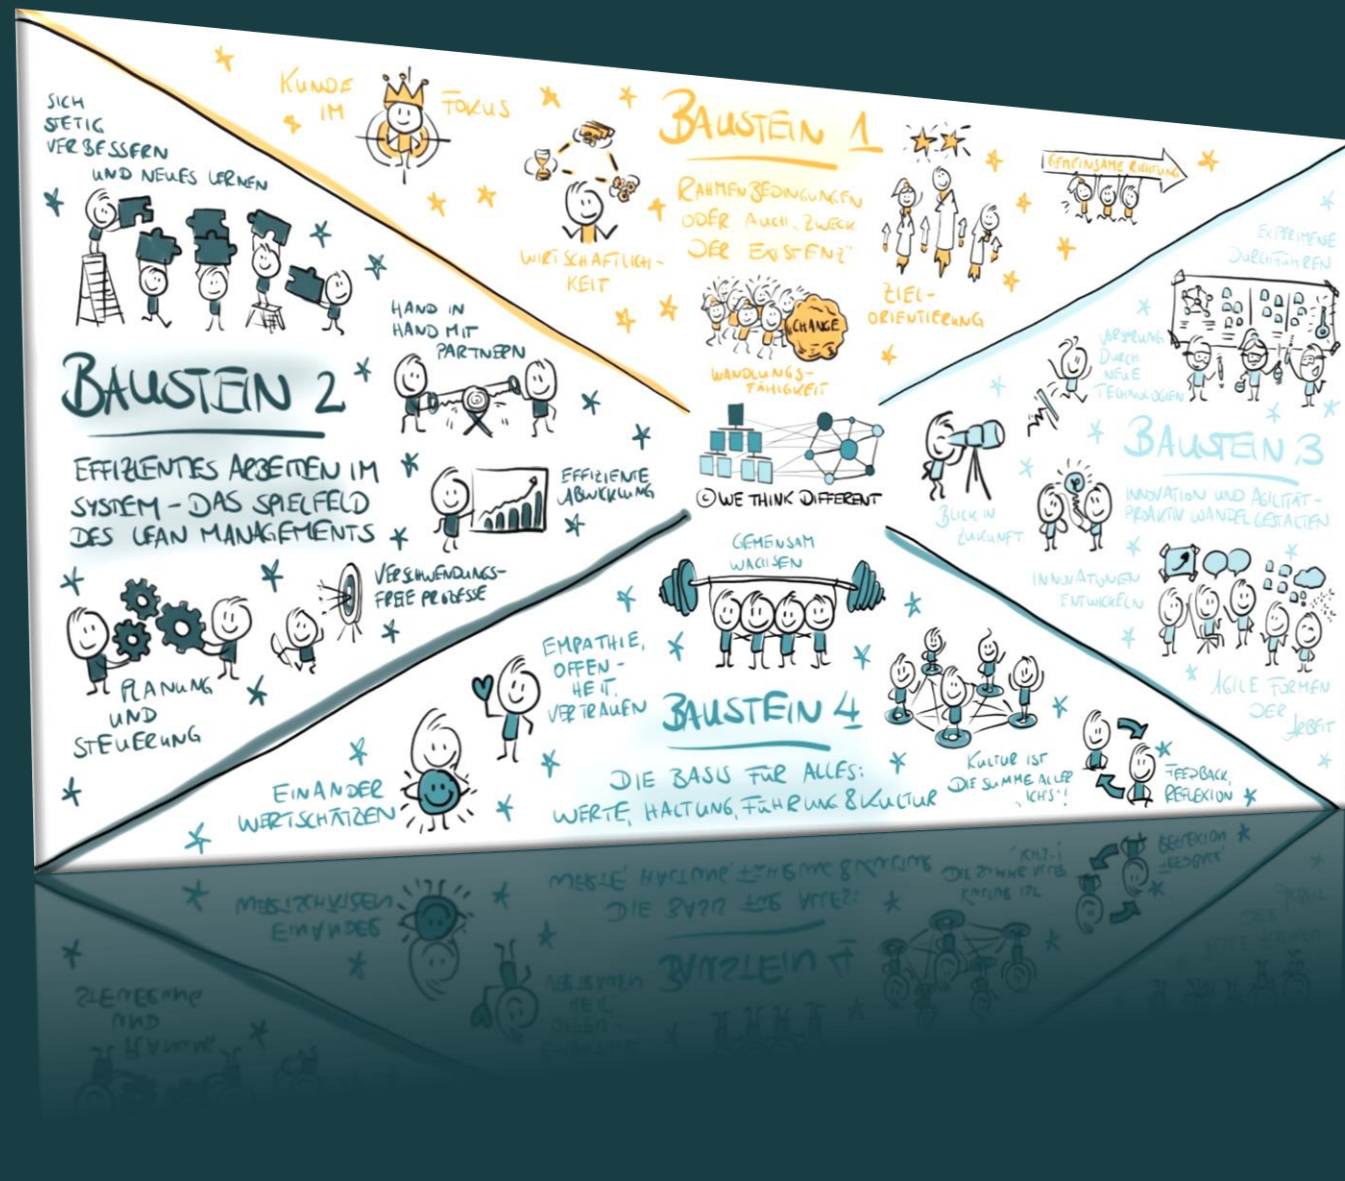 KUNDE
IM
FOKUS
WIRTSCHAFTLICH-
KEIT
BAUSTEIN 1
RAHMENBEDINGUNGEN
ODER AUCH „ZWECK
DER EXISTENZ"
CHANGE
WANDLUNGS-
FÄHIGKEIT
ZIEL-
ORIENTIERUNG
GEMEINSAME RICHTUNG
SICH
STETIG
VERBESSERN
UND NEUES LERNEN
HAND IN
HAND MIT
PARTNERN
BAUSTEIN 2
EFFIZIENTES ARBEITEN IM
SYSTEM - DAS SPIELFELD
DES LEAN MANAGEMENTS
EFFIZIENTE
ABWICKLUNG
VERSCHWENDUNGS-
FREIE PROZESSE
PLANUNG
UND
STEUERUNG
© WE THINK DIFFERENT
EXPERIMENTE
DURCHFÜHREN
VORSPRUNG
DURCH
NEUE
TECHNOLOGIEN
BAUSTEIN 3
INNOVATION UND AGILITÄT -
PROAKTIV WANDEL GESTALTEN
BLICK IN
ZUKUNFT
INNOVATIONEN
ENTWICKELN
AGILE FORMEN
DER
ARBEIT
GEMEINSAM
WACHSEN
EMPATHIE,
OFFEN-
HEIT,
VERTRAUEN
BAUSTEIN 4
DIE BASIS FÜR ALLES:
WERTE, HALTUNG, FÜHRUNG & KULTUR
EINANDER
WERTSCHÄTZEN
KULTUR IST
DIE SUMME ALLER
„ICH'S"!
FEEDBACK,
REFLEXION